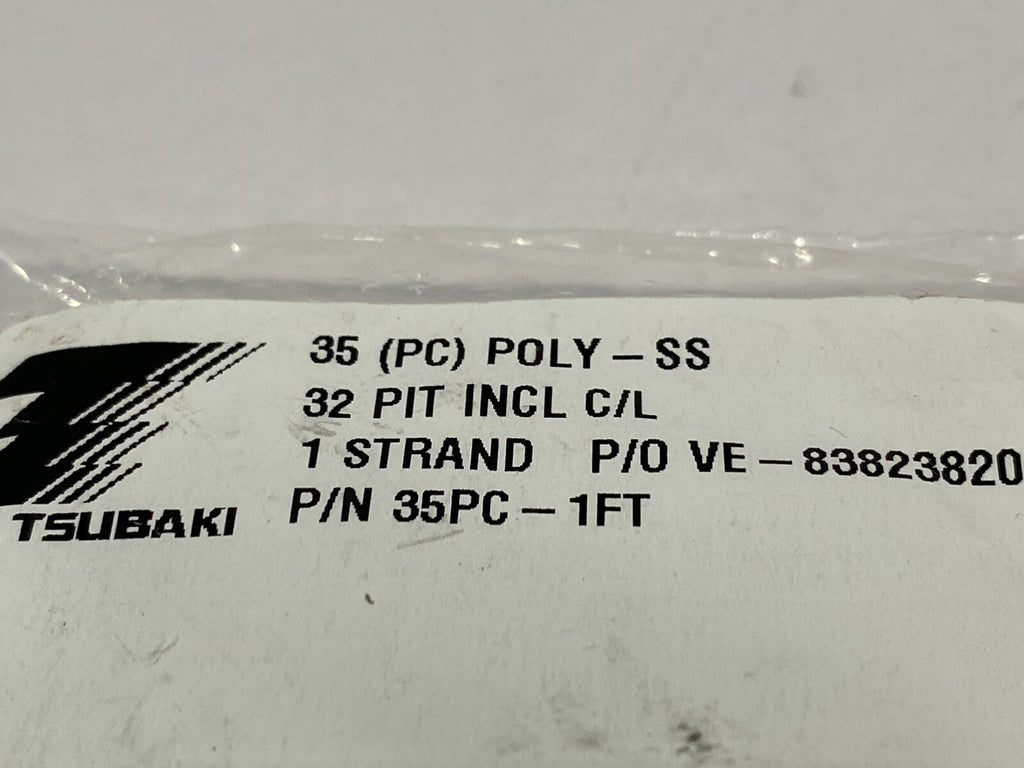 35 (PC) POLY-SS
32 PIT INCL C/L
1 STRAND P/O VE-83823820
P/N 35PC-1FT
TSUBAKI